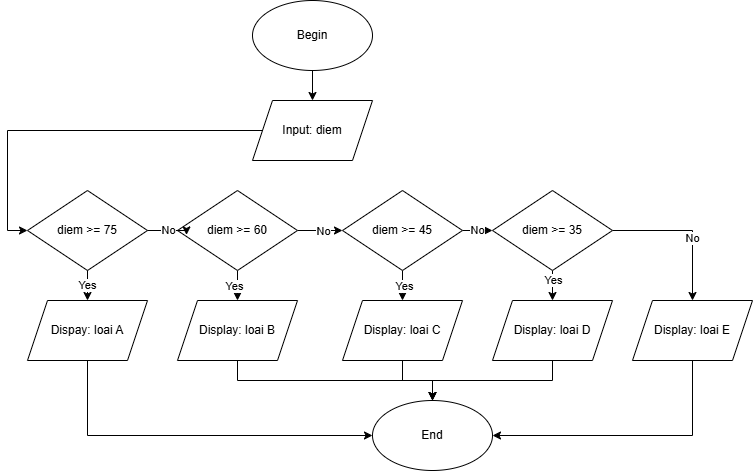 Begin
Input: diem
diem >= 75
No
diem >= 60
No
diem >= 45
No
diem >= 35
No
Yes
Yes
Yes
Yes
Dispay: loai A
Display: loai B
Display: loai C
Display: loai D
Display: loai E
End